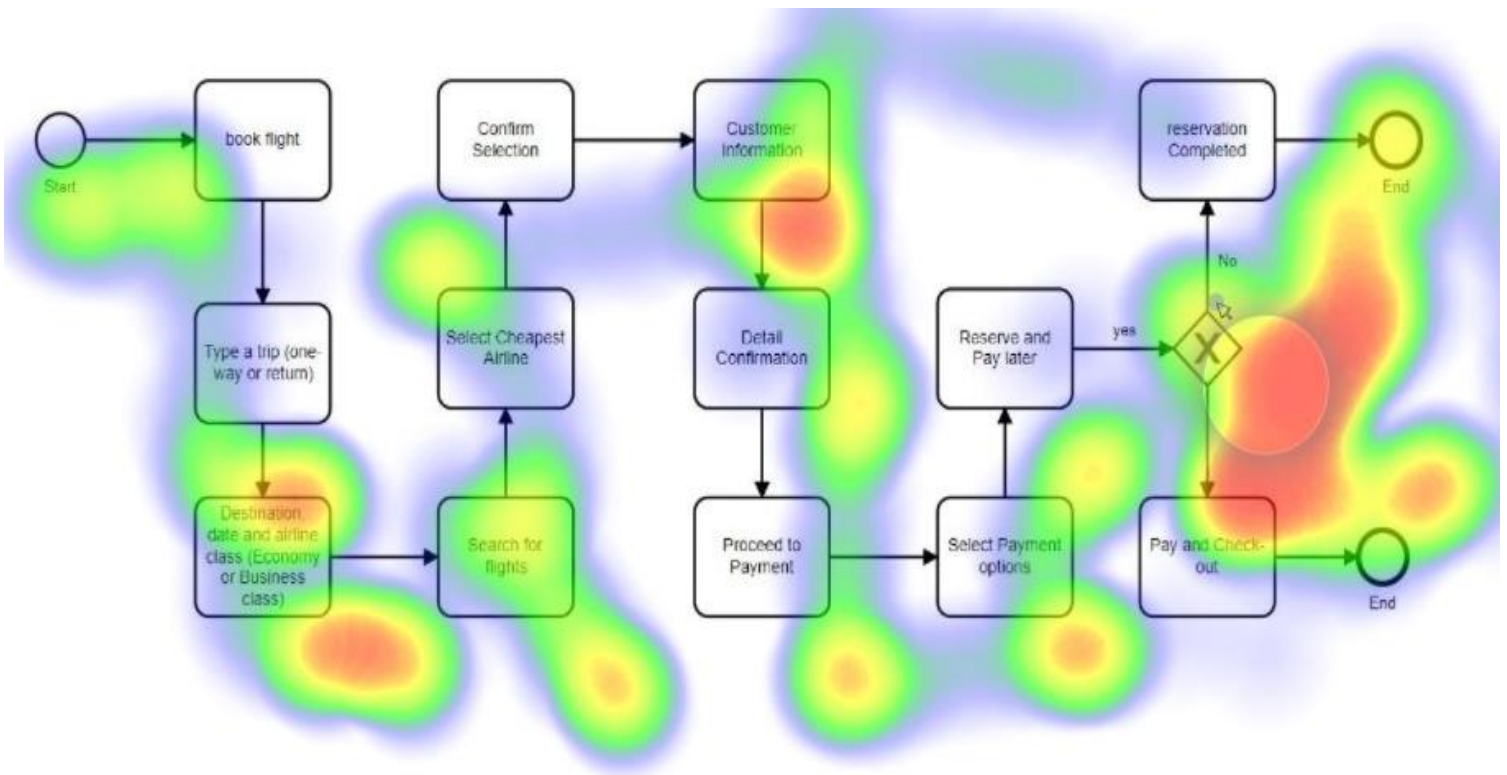 Start
book flight
Type a trip (one-
way or return)
Destination,
date and airline
class (Economy
or Business
class)
Search for
flights
Select Cheapest
Airline
Confirm
Selection
Customer
Information
Detail
Confirmation
Proceed to
Payment
Select Payment
options
Reserve and
Pay later
yes
X
No
reservation
Completed
End
Pay and Check-
out
End